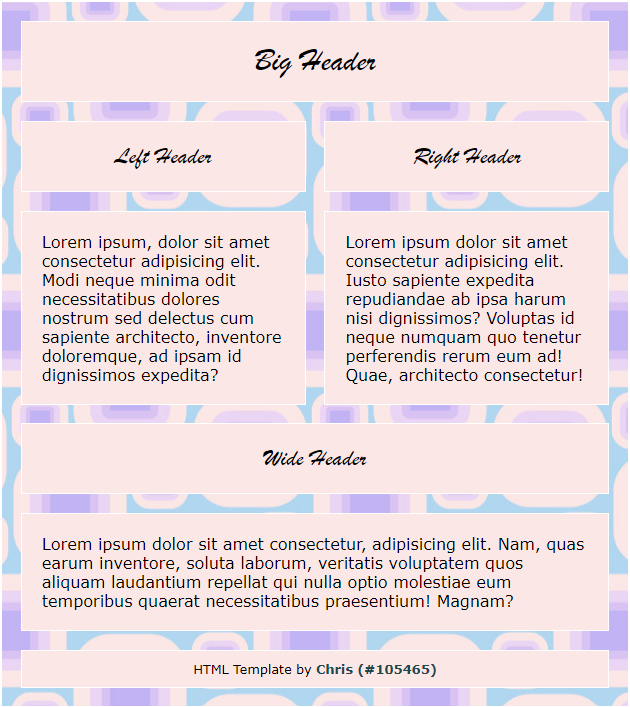 Big Header
Left Header
Right Header
Lorem ipsum, dolor sit amet
consectetur adipisicing elit.
Modi neque minima odit
necessitatibus dolores
nostrum sed delectus cum
sapiente architecto, inventore
doloremque, ad ipsam id
dignissimos expedita?
Lorem ipsum dolor sit amet
consectetur adipisicing elit.
Iusto sapiente expedita
repudiandae ab ipsa harum
nisi dignissimos? Voluptas id
neque numquam quo tenetur
perferendis rerum eum ad!
Quae, architecto consectetur!
Wide Header
Lorem ipsum dolor sit amet consectetur, adipisicing elit. Nam, quas
earum inventore, soluta laborum, veritatis voluptatem quos
aliquam laudantium repellat qui nulla optio molestiae eum
temporibus quaerat necessitatibus praesentium! Magnam?
HTML Template by Chris (#105465)